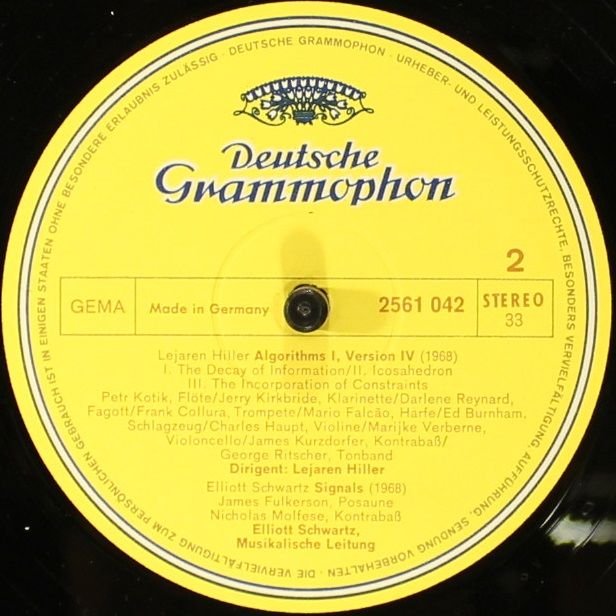 DIE VERVIELFÄLTIGUNG ZUM PERSÖNLICHEN GEBRAUCH IST IN EINIGEN STAATEN OHNE BESONDERE ERLAUBNIS ZULÄSSIG · DEUTSCHE GRAMMOPHON · URHEBER- UND LEISTUNGSSCHUTZRECHTE, BESONDERS VERVIELFÄLTIGUNG, AUFFÜHRUNG, SENDUNG VORBEHALTEN ·
Deutsche
Grammophon
2
GEMA Made in Germany 2561 042 STEREO
33
Lejaren Hiller Algorithms I, Version IV (1968)
I. The Decay of Information/II. Icosahedron
III. The Incorporation of Constraints
Petr Kotik, Flöte/Jerry Kirkbride, Klarinette/Darlene Reynard,
Fagott/Frank Collura, Trompete/Mario Falcão, Harfe/Ed Burnham,
Schlagzeug/Charles Haupt, Violine/Marijke Verberne,
Violoncello/James Kurzdorfer, Kontrabaß/
George Ritscher, Tonband
Dirigent: Lejaren Hiller
Elliott Schwartz Signals (1968)
James Fulkerson, Posaune
Nicholas Molfese, Kontrabaß
Elliott Schwartz,
Musikalische Leitung